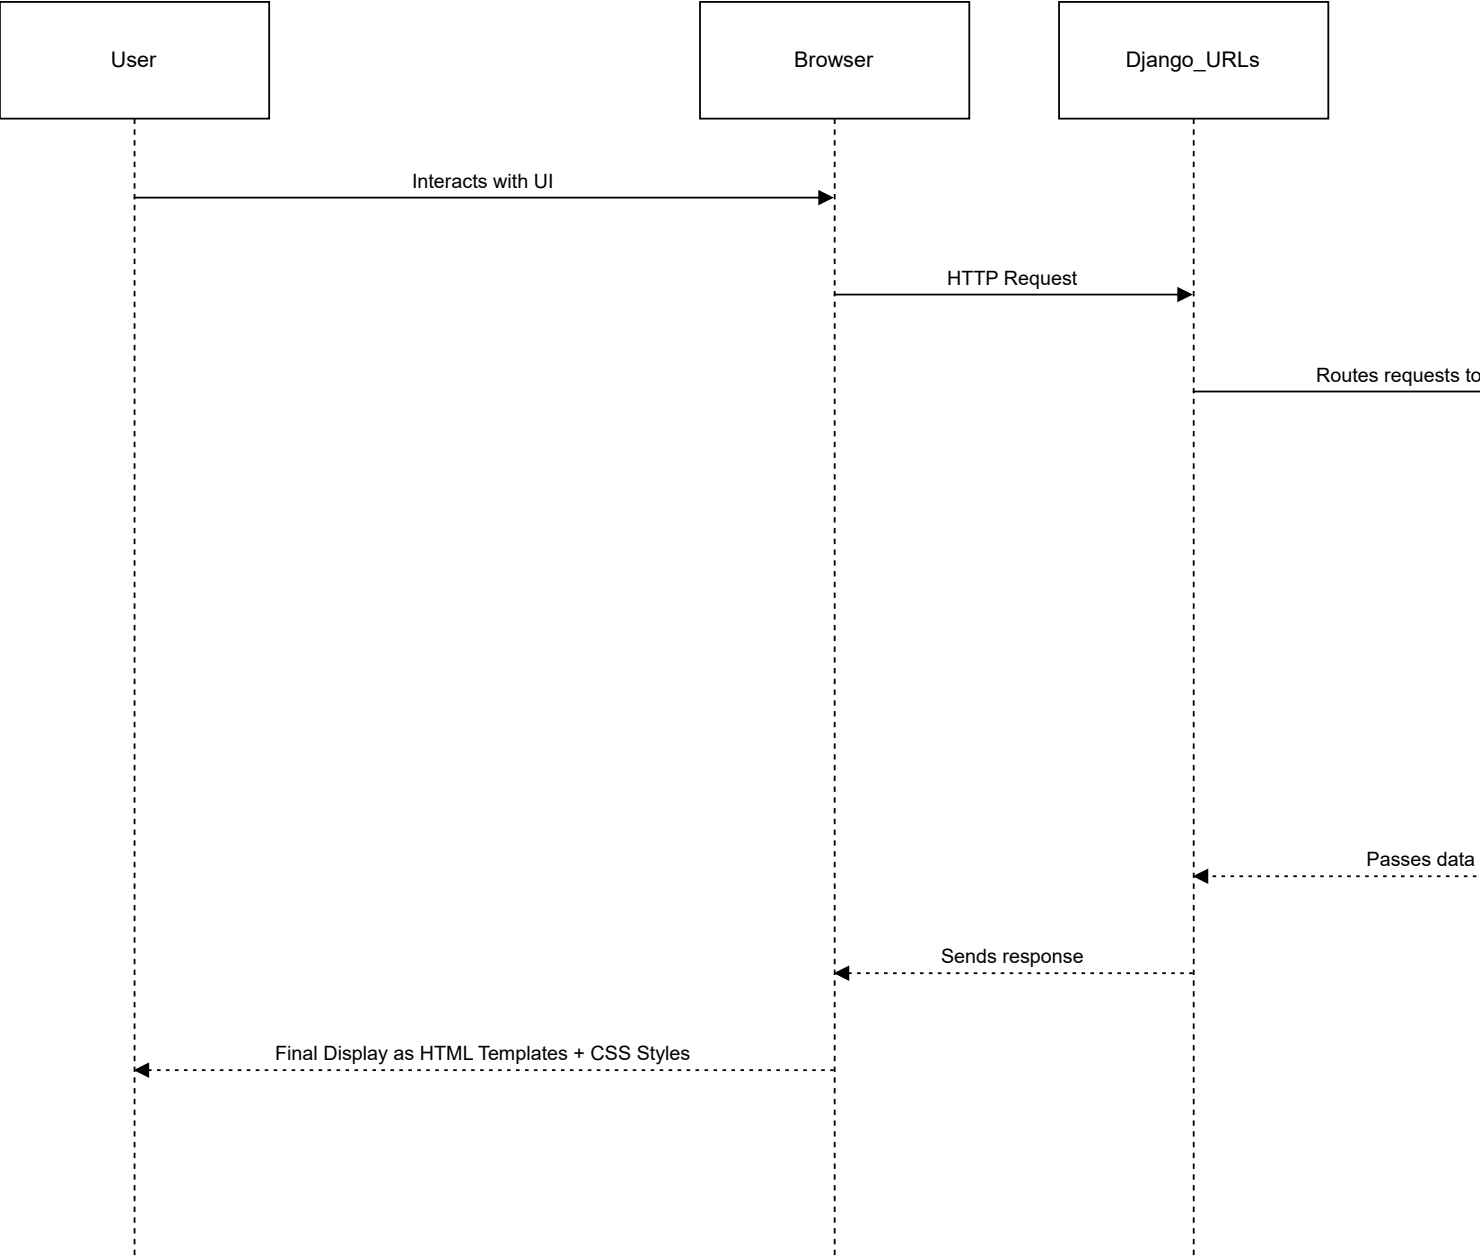 User
Browser
Django_URLs
Interacts with UI
HTTP Request
Routes requests to
Passes data
Sends response
Final Display as HTML Templates + CSS Styles